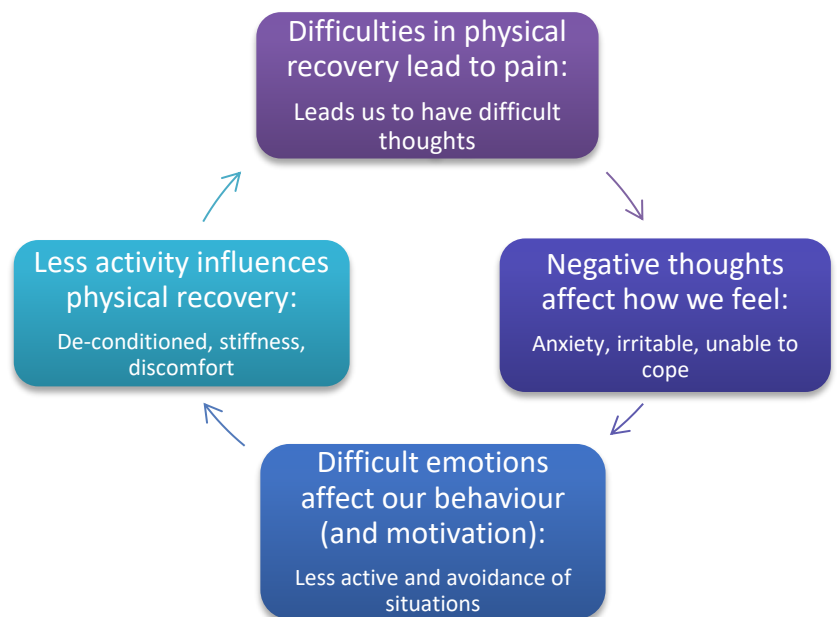 Difficulties in physical
recovery lead to pain:
Leads us to have difficult
thoughts
Negative thoughts
affect how we feel:
Anxiety, irritable, unable to
cope
Difficult emotions
affect our behaviour
(and motivation):
Less active and avoidance of
situations
Less activity influences
physical recovery:
De-conditioned, stiffness,
discomfort